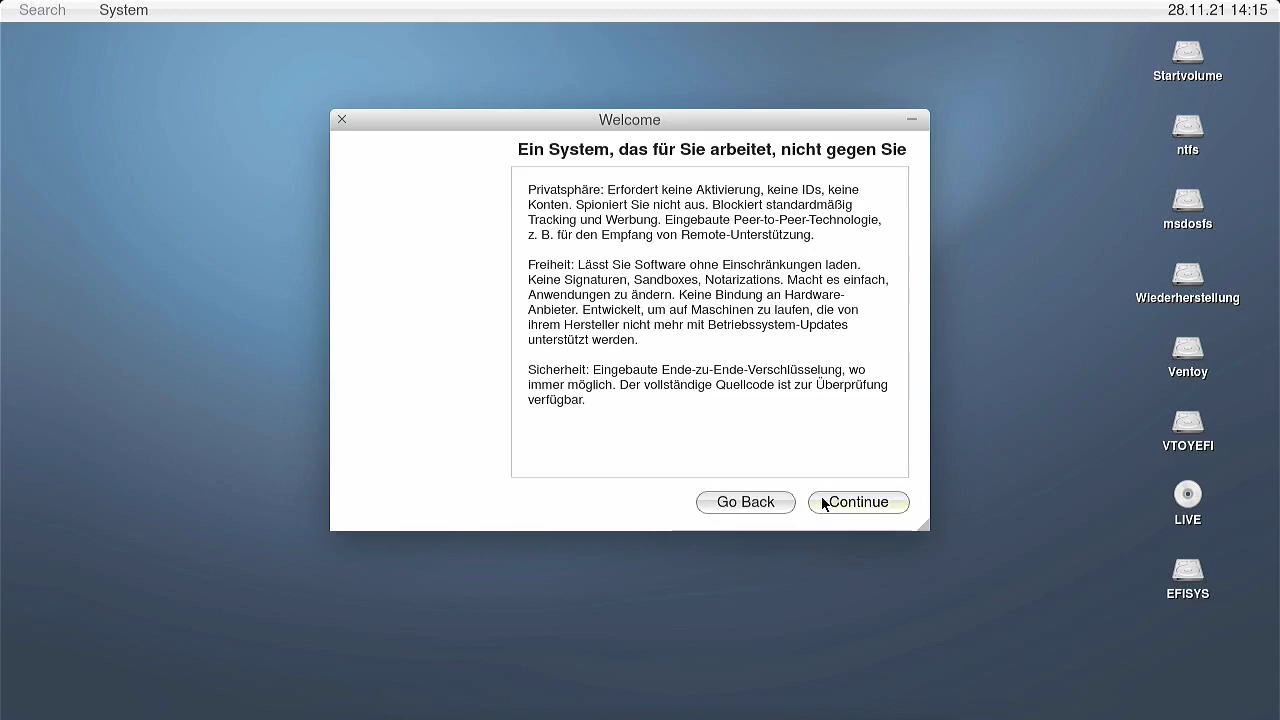 Search System 28.11.21 14:15
Startvolume
ntfs
msdosfs
Wiederherstellung
Ventoy
VTOYEFI
LIVE
EFISYS
Welcome
Ein System, das für Sie arbeitet, nicht gegen Sie
Privatsphäre: Erfordert keine Aktivierung, keine IDs, keine
Konten. Spioniert Sie nicht aus. Blockiert standardmäßig
Tracking und Werbung. Eingebaute Peer-to-Peer-Technologie,
z. B. für den Empfang von Remote-Unterstützung.
Freiheit: Lässt Sie Software ohne Einschränkungen laden.
Keine Signaturen, Sandboxes, Notarizations. Macht es einfach,
Anwendungen zu ändern. Keine Bindung an Hardware-
Anbieter. Entwickelt, um auf Maschinen zu laufen, die von
ihrem Hersteller nicht mehr mit Betriebssystem-Updates
unterstützt werden.
Sicherheit: Eingebaute Ende-zu-Ende-Verschlüsselung, wo
immer möglich. Der vollständige Quellcode ist zur Überprüfung
verfügbar.
Go Back Continue